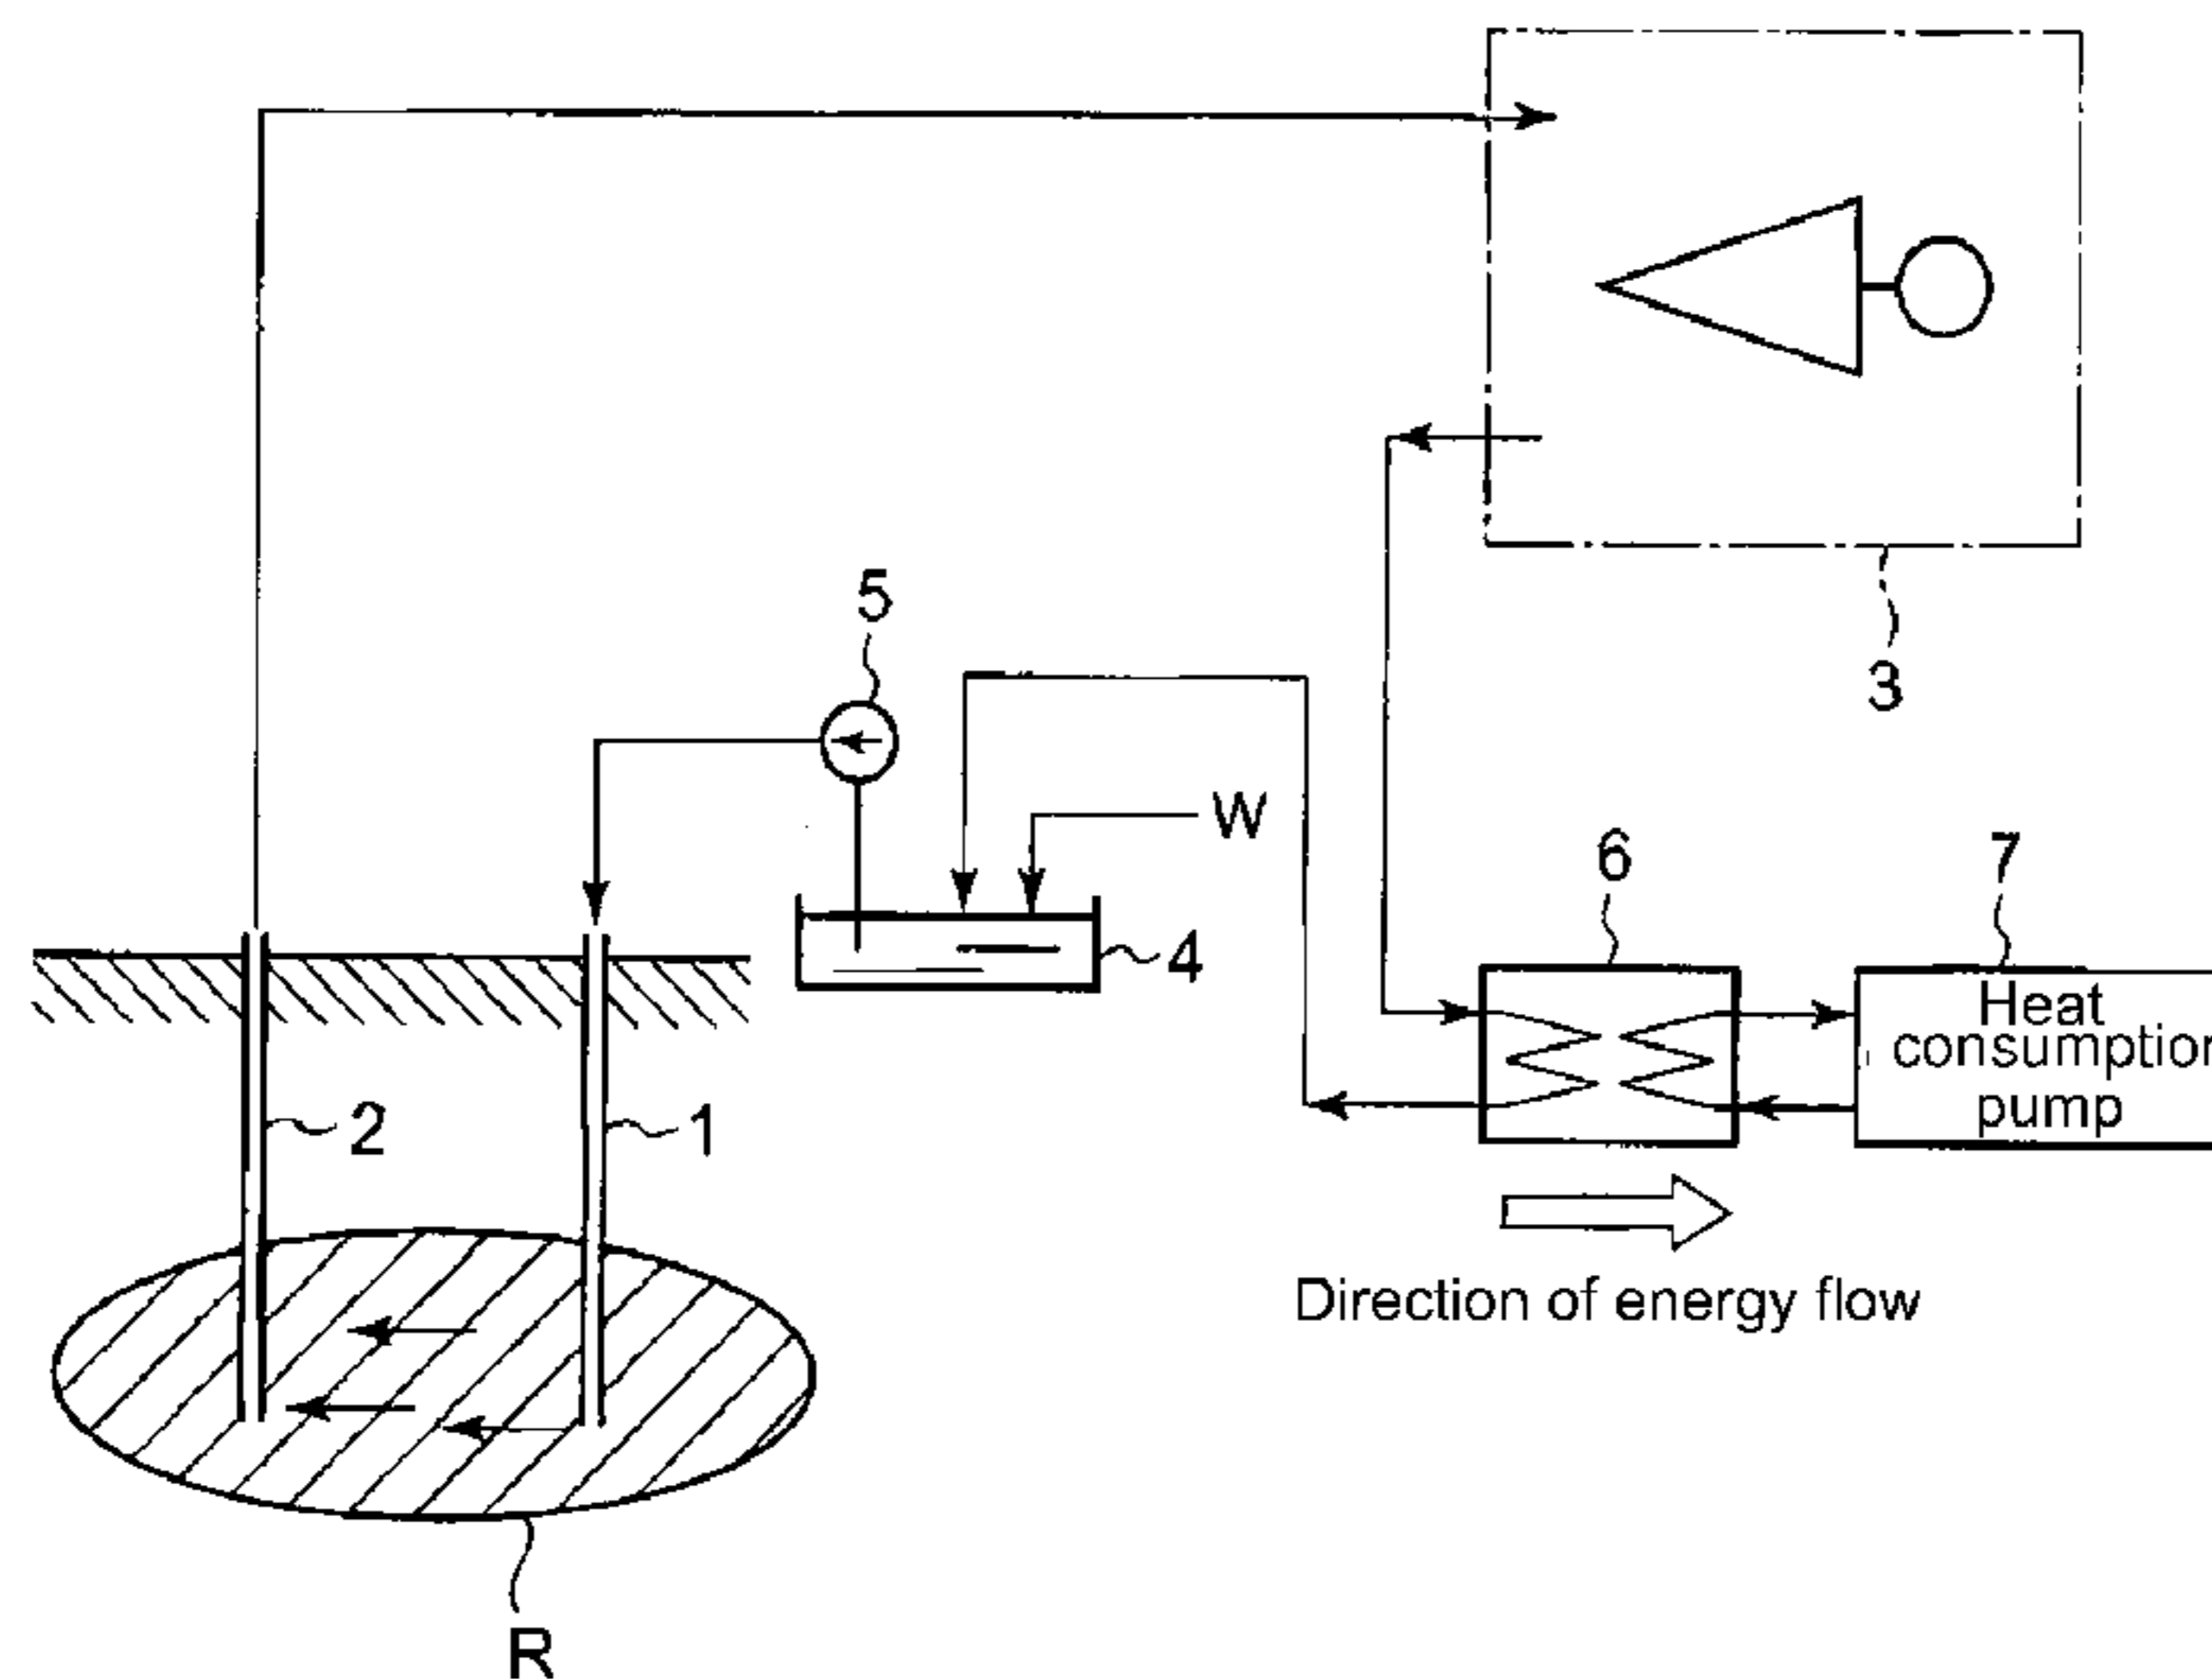 5
3
W
6
7
4
Heat
consumption
pump
2
1
Direction of energy flow
R